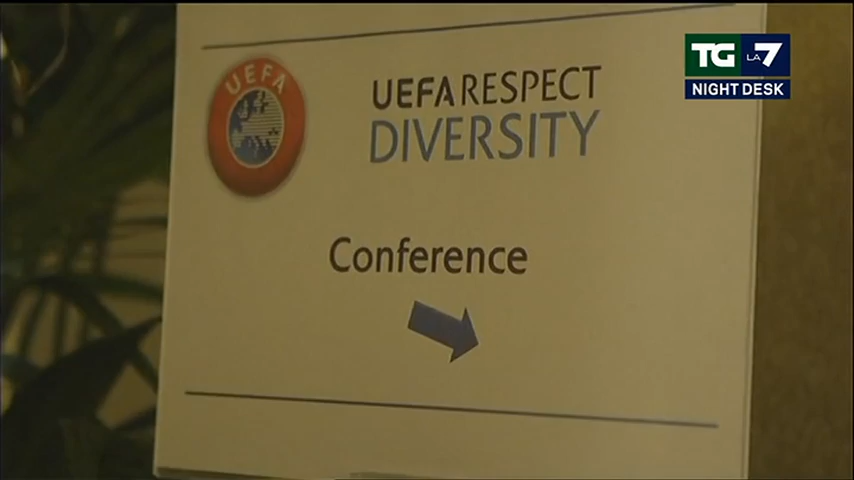 UEFA
UEFA RESPECT
DIVERSITY
Conference
TG LA 7
NIGHT DESK